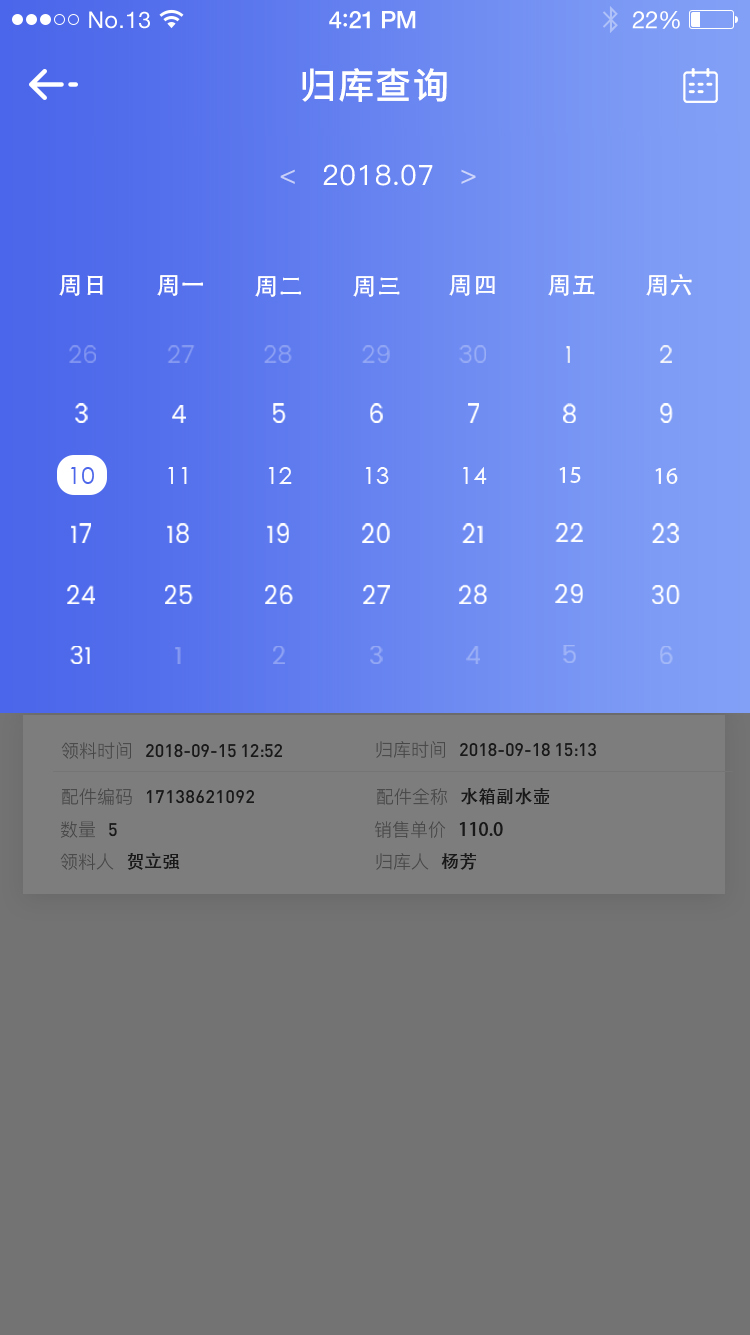 No.13 4:21 PM 22%
归库查询
< 2018.07 >
周日 周一 周二 周三 周四 周五 周六
26 27 28 29 30 1 2
3 4 5 6 7 8 9
10 11 12 13 14 15 16
17 18 19 20 21 22 23
24 25 26 27 28 29 30
31 1 2 3 4 5 6
领料时间 2018-09-15 12:52 归库时间 2018-09-18 15:13
配件编码 17138621092 配件全称 水箱副水壶
数量 5 销售单价 110.0
领料人 贺立强 归库人 杨芳